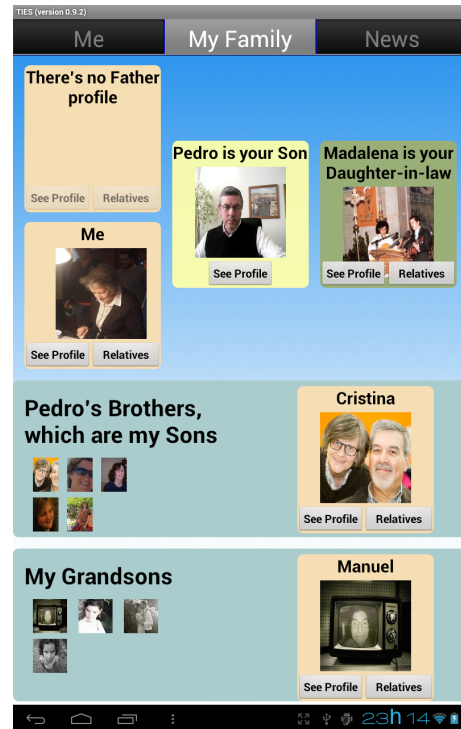 TIES (version 0.9.2)
Me
My Family
News
There's no Father
profile
See Profile
Relatives
Pedro is your Son
See Profile
Madalena is your
Daughter-in-law
See Profile
Relatives
Me
See Profile
Relatives
Pedro's Brothers,
which are my Sons
Cristina
See Profile
Relatives
My Grandsons
Manuel
See Profile
Relatives
23h 14